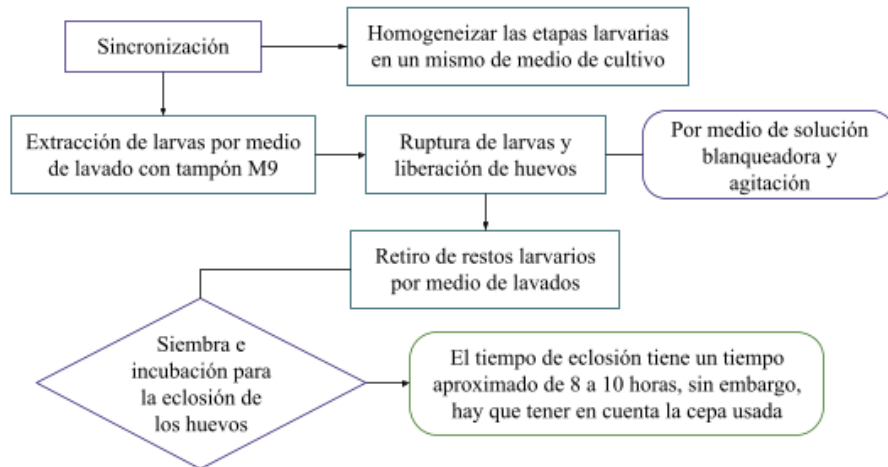 Sincronización
Homogeneizar las etapas larvarias
en un mismo de medio de cultivo
Extracción de larvas por medio
de lavado con tampón M9
Ruptura de larvas y
liberación de huevos
Por medio de solución
blanqueadora y
agitación
Retiro de restos larvarios
por medio de lavados
Siembra e
incubación para
la eclosión de
los huevos
El tiempo de eclosión tiene un tiempo
aproximado de 8 a 10 horas, sin embargo,
hay que tener en cuenta la cepa usada